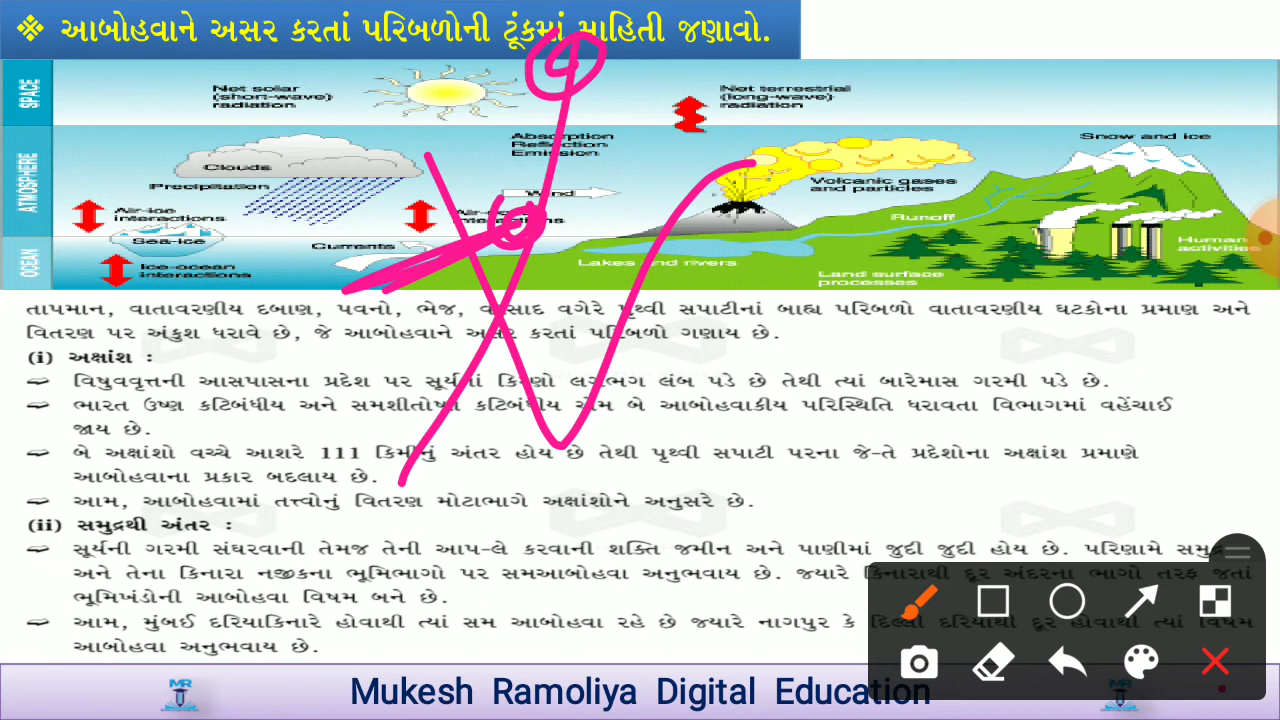 ❖ આબોહવાને અસર કરતાં પરિબળોની ટૂંકમાં માહિતી જણાવો.
SPACE
Net solar
(short-wave)
radiation
Net terrestrial
(long-wave)
radiation
ATMOSPHERE
Absorption
Reflection
Emission
Snow and ice
Clouds
Precipitation
Wind
Volcanic gases
and particles
Air-ice
interactions
Runoff
OCEAN
Sea-ice
Currents
Human
activities
Ice-ocean
interactions
Lakes and rivers
Land surface
processes
તાપમાન, વાતાવરણીય દબાણ, પવનો, ભેજ, વરસાદ વગેરે પૃથ્વી સપાટીનાં બાહ્ય પરિબળો વાતાવરણીય ઘટકોના પ્રમાણ અને
વિતરણ પર અંકુશ ધરાવે છે, જે આબોહવાને અસર કરતાં પરિબળો ગણાય છે.
(i) અક્ષાંશ :
વિષુવવૃત્તની આસપાસના પ્રદેશ પર સૂર્યનાં કિરણો લગભગ લંબ પડે છે તેથી ત્યાં બારેમાસ ગરમી પડે છે.
ભારત ઉષ્ણ કટિબંધીય અને સમશીતોષ્ણ કટિબંધીય એમ બે આબોહવાકીય પરિસ્થિતિ ધરાવતા વિભાગમાં વહેંચાઈ
જાય છે.
બે અક્ષાંશો વચ્ચે આશરે 111 કિમીનું અંતર હોય છે તેથી પૃથ્વી સપાટી પરના જે-તે પ્રદેશોના અક્ષાંશ પ્રમાણે
આબોહવાના પ્રકાર બદલાય છે.
આમ, આબોહવામાં તત્ત્વોનું વિતરણ મોટાભાગે અક્ષાંશોને અનુસરે છે.
(ii) સમુદ્રથી અંતર :
સૂર્યની ગરમી સંઘરવાની તેમજ તેની આપ-લે કરવાની શક્તિ જમીન અને પાણીમાં જુદી જુદી હોય છે. પરિણામે સમુદ્ર
અને તેના કિનારા નજીકના ભૂમિભાગો પર સમઆબોહવા અનુભવાય છે. જ્યારે કિનારાથી દૂર અંદરના ભાગો તરફ જતાં
ભૂમિખંડોની આબોહવા વિષમ બને છે.
આમ, મુંબઈ દરિયાકિનારે હોવાથી ત્યાં સમ આબોહવા રહે છે જ્યારે નાગપુર કે દિલ્લી દરિયાથી દૂર હોવાથી ત્યાં વિષમ
આબોહવા અનુભવાય છે.
MR
Mukesh Ramoliya Digital Education
MR